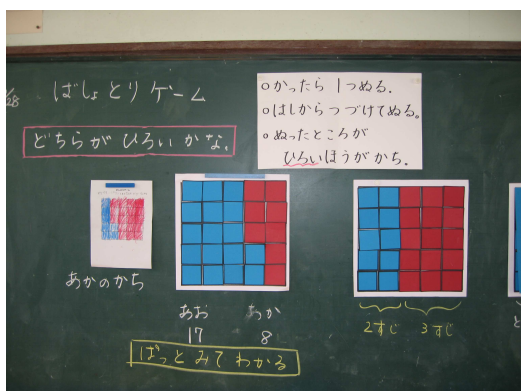 28 ばしょとりゲーム
どちらが ひろい かな。
○かったら 1つぬる.
○はしからつづけてぬる。
○ぬったところが
ひろいほうがかち.
あかのかち
あお あか
17 8
2すじ 3すじ
ぱっと みて わかる
と